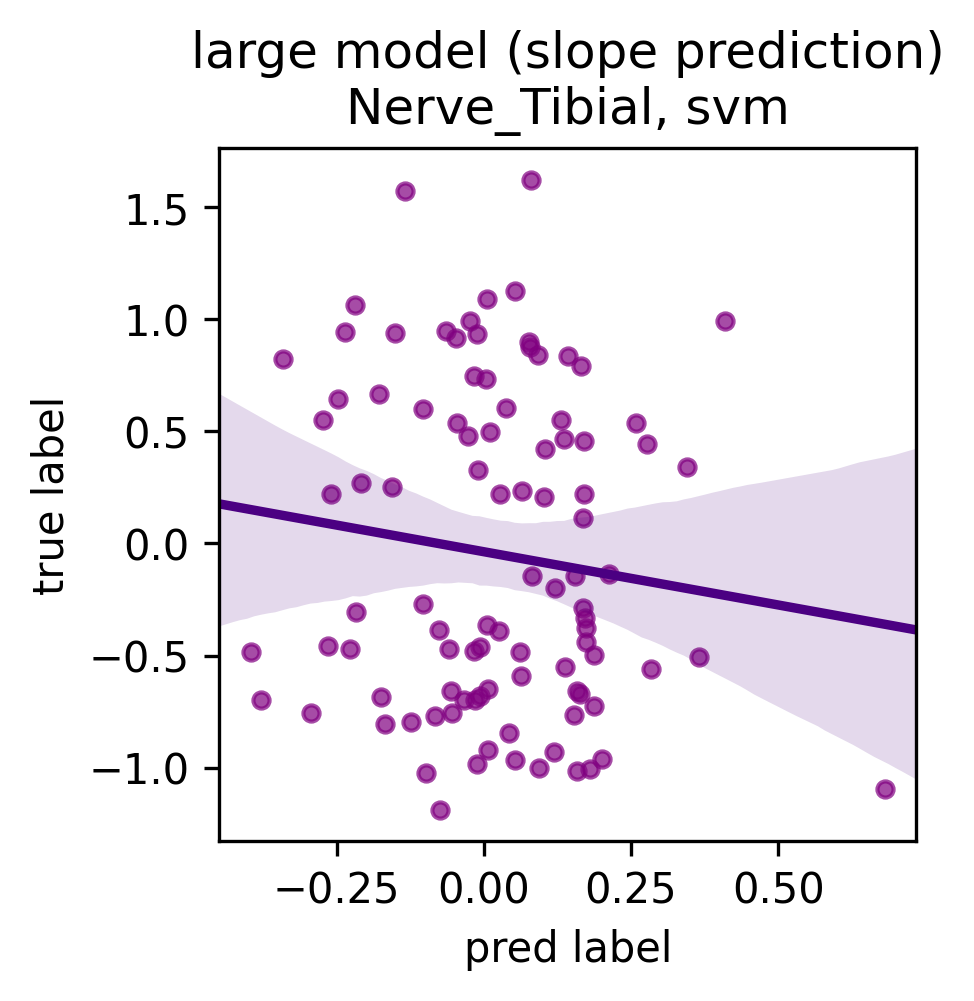 large model (slope prediction)
Nerve_Tibial, svm
true label
1.5
1.0
0.5
0.0
−0.5
−1.0
−0.25
0.00
0.25
0.50
pred label